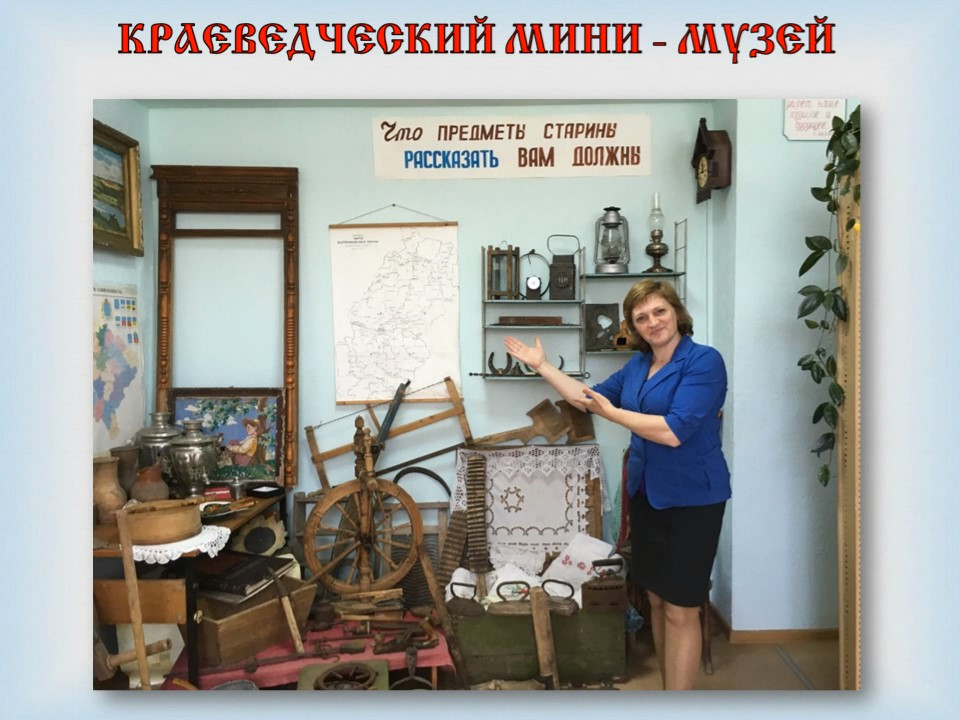 КРАЕВЕДЧЕСКИЙ МИНИ - МУЗЕЙ
Что ПРЕДМЕТЫ СТАРИНЫ
РАССКАЗАТЬ ВАМ ДОЛЖНЫ